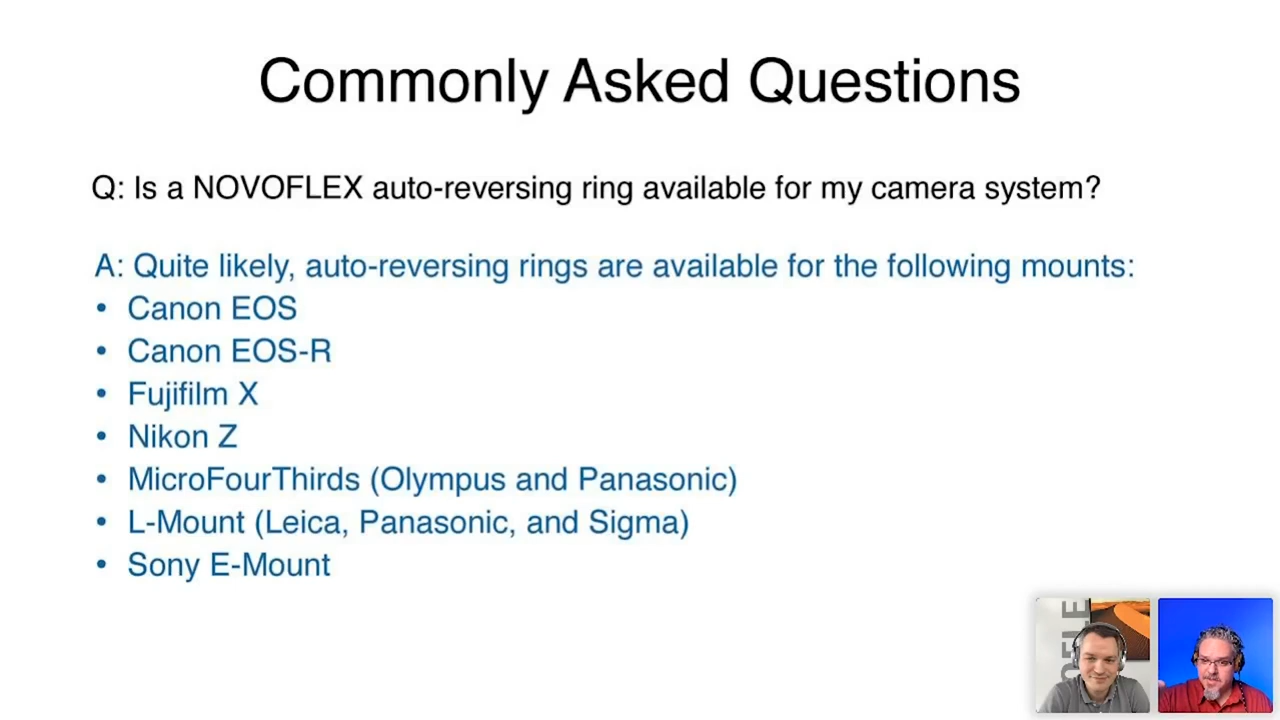 Commonly Asked Questions
Q: Is a NOVOFLEX auto-reversing ring available for my camera system?
A: Quite likely, auto-reversing rings are available for the following mounts:
• Canon EOS
• Canon EOS-R
• Fujifilm X
• Nikon Z
• MicroFourThirds (Olympus and Panasonic)
• L-Mount (Leica, Panasonic, and Sigma)
• Sony E-Mount